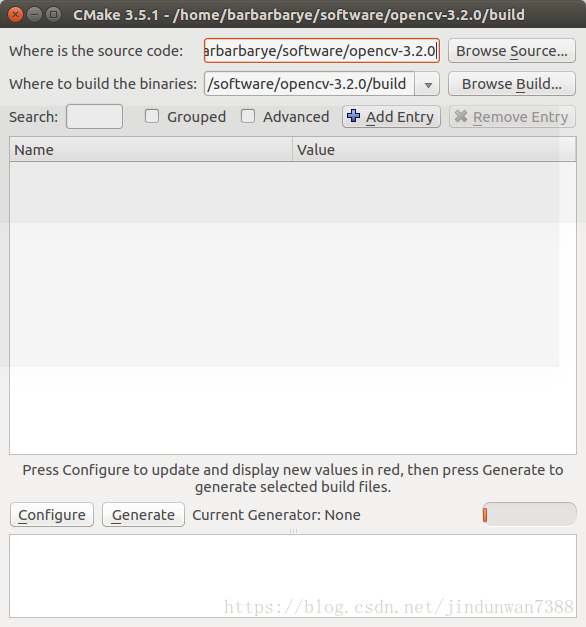 CMake 3.5.1 - /home/barbarbarye/software/opencv-3.2.0/build
Where is the source code: arbarbarye/software/opencv-3.2.0 Browse Source...
Where to build the binaries: /software/opencv-3.2.0/build Browse Build...
Search: Grouped Advanced Add Entry Remove Entry
Name Value
Press Configure to update and display new values in red, then press Generate to
generate selected build files.
Configure Generate Current Generator: None
https://blog.csdn.net/jindunwan7388